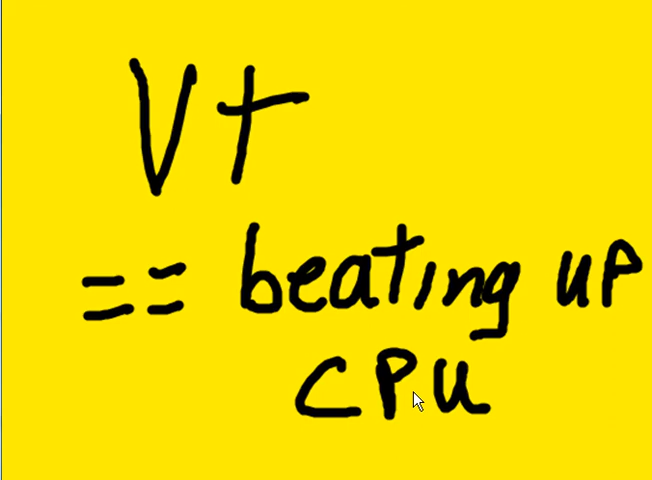 Vt
== beating up
CPU